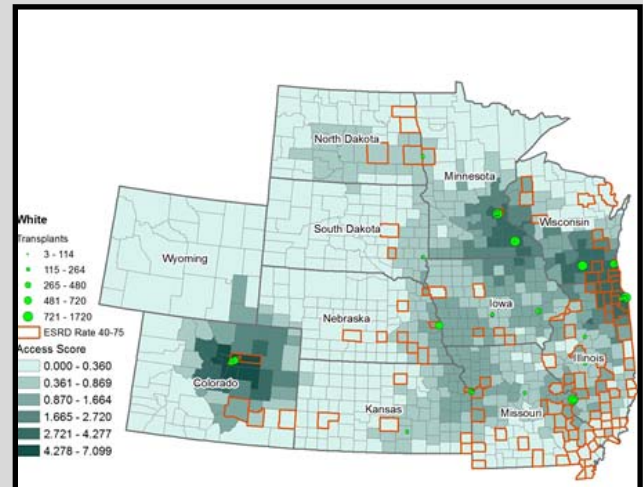 North Dakota
Minnesota
White
Transplants
3 - 114
115 - 264
265 - 480
481 - 720
721 - 1720
ESRD Rate 40-75
Access Score
0.000 - 0.360
0.361 - 0.869
0.870 - 1.664
1.665 - 2.720
2.721 - 4.277
4.278 - 7.099
South Dakota
Wisconsin
Wyoming
Iowa
Nebraska
Illinois
Colorado
Kansas
Missouri